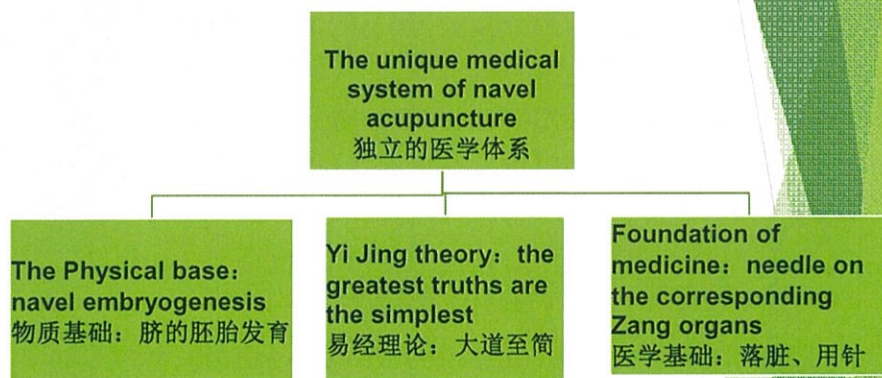 The unique medical
system of navel
acupuncture
独立的医学体系
The Physical base：
navel embryogenesis
物质基础：脐的胚胎发育
Yi Jing theory：the
greatest truths are
the simplest
易经理论：大道至简
Foundation of
medicine：needle on
the corresponding
Zang organs
医学基础：落脏、用针